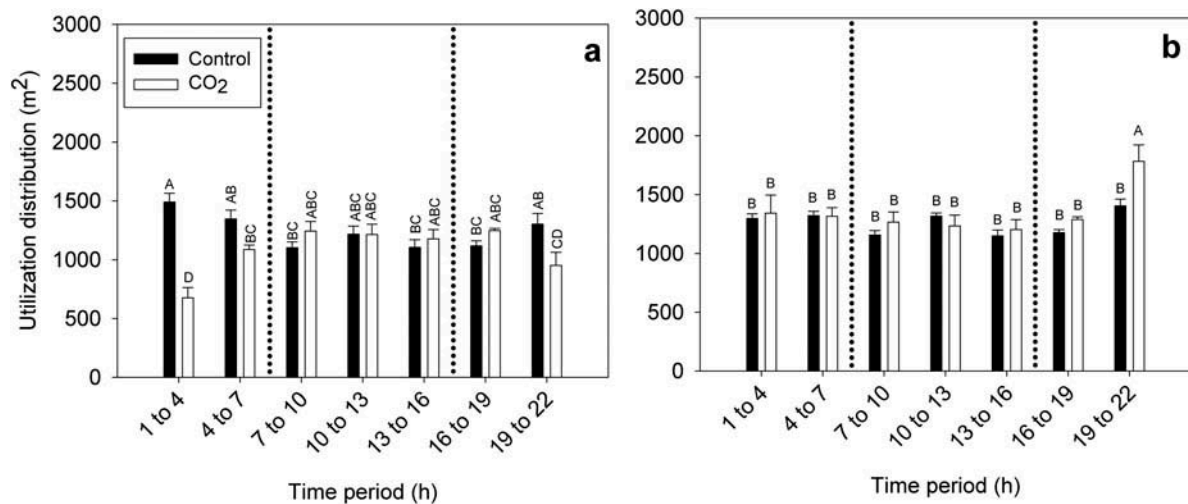 3000
2500
2000
1500
1000
500
0
Utilization distribution (m²)
Control
CO₂
a
A
D
AB
BC
BC
ABC
ABC
ABC
BC
ABC
BC
ABC
AB
CD
1 to 4
4 to 7
7 to 10
10 to 13
13 to 16
16 to 19
19 to 22
Time period (h)
3000
2500
2000
1500
1000
500
0
b
B
B
B
B
B
B
B
B
B
B
B
B
B
A
1 to 4
4 to 7
7 to 10
10 to 13
13 to 16
16 to 19
19 to 22
Time period (h)